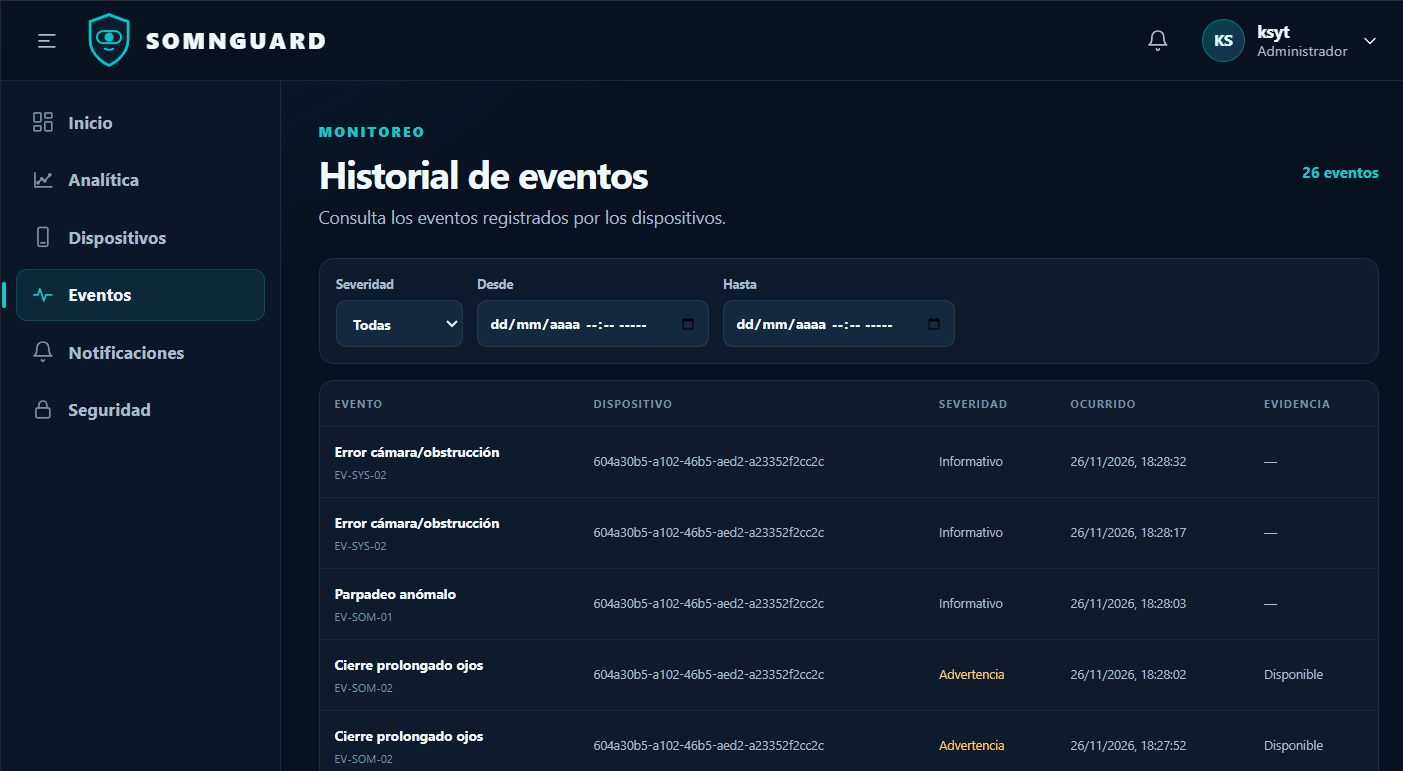 SOMNGUARD
KS
ksyt
Administrador
Inicio
Analítica
Dispositivos
Eventos
Notificaciones
Seguridad
MONITOREO
Historial de eventos
26 eventos
Consulta los eventos registrados por los dispositivos.
Severidad Desde Hasta
Todas dd/mm/aaaa --:-- ----- dd/mm/aaaa --:-- -----
EVENTO DISPOSITIVO SEVERIDAD OCURRIDO EVIDENCIA
Error cámara/obstrucción
EV-SYS-02
604a30b5-a102-46b5-aed2-a23352f2cc2c Informativo 26/11/2026, 18:28:32 —
Error cámara/obstrucción
EV-SYS-02
604a30b5-a102-46b5-aed2-a23352f2cc2c Informativo 26/11/2026, 18:28:17 —
Parpadeo anómalo
EV-SOM-01
604a30b5-a102-46b5-aed2-a23352f2cc2c Informativo 26/11/2026, 18:28:03 —
Cierre prolongado ojos
EV-SOM-02
604a30b5-a102-46b5-aed2-a23352f2cc2c Advertencia 26/11/2026, 18:28:02 Disponible
Cierre prolongado ojos
EV-SOM-02
604a30b5-a102-46b5-aed2-a23352f2cc2c Advertencia 26/11/2026, 18:27:52 Disponible